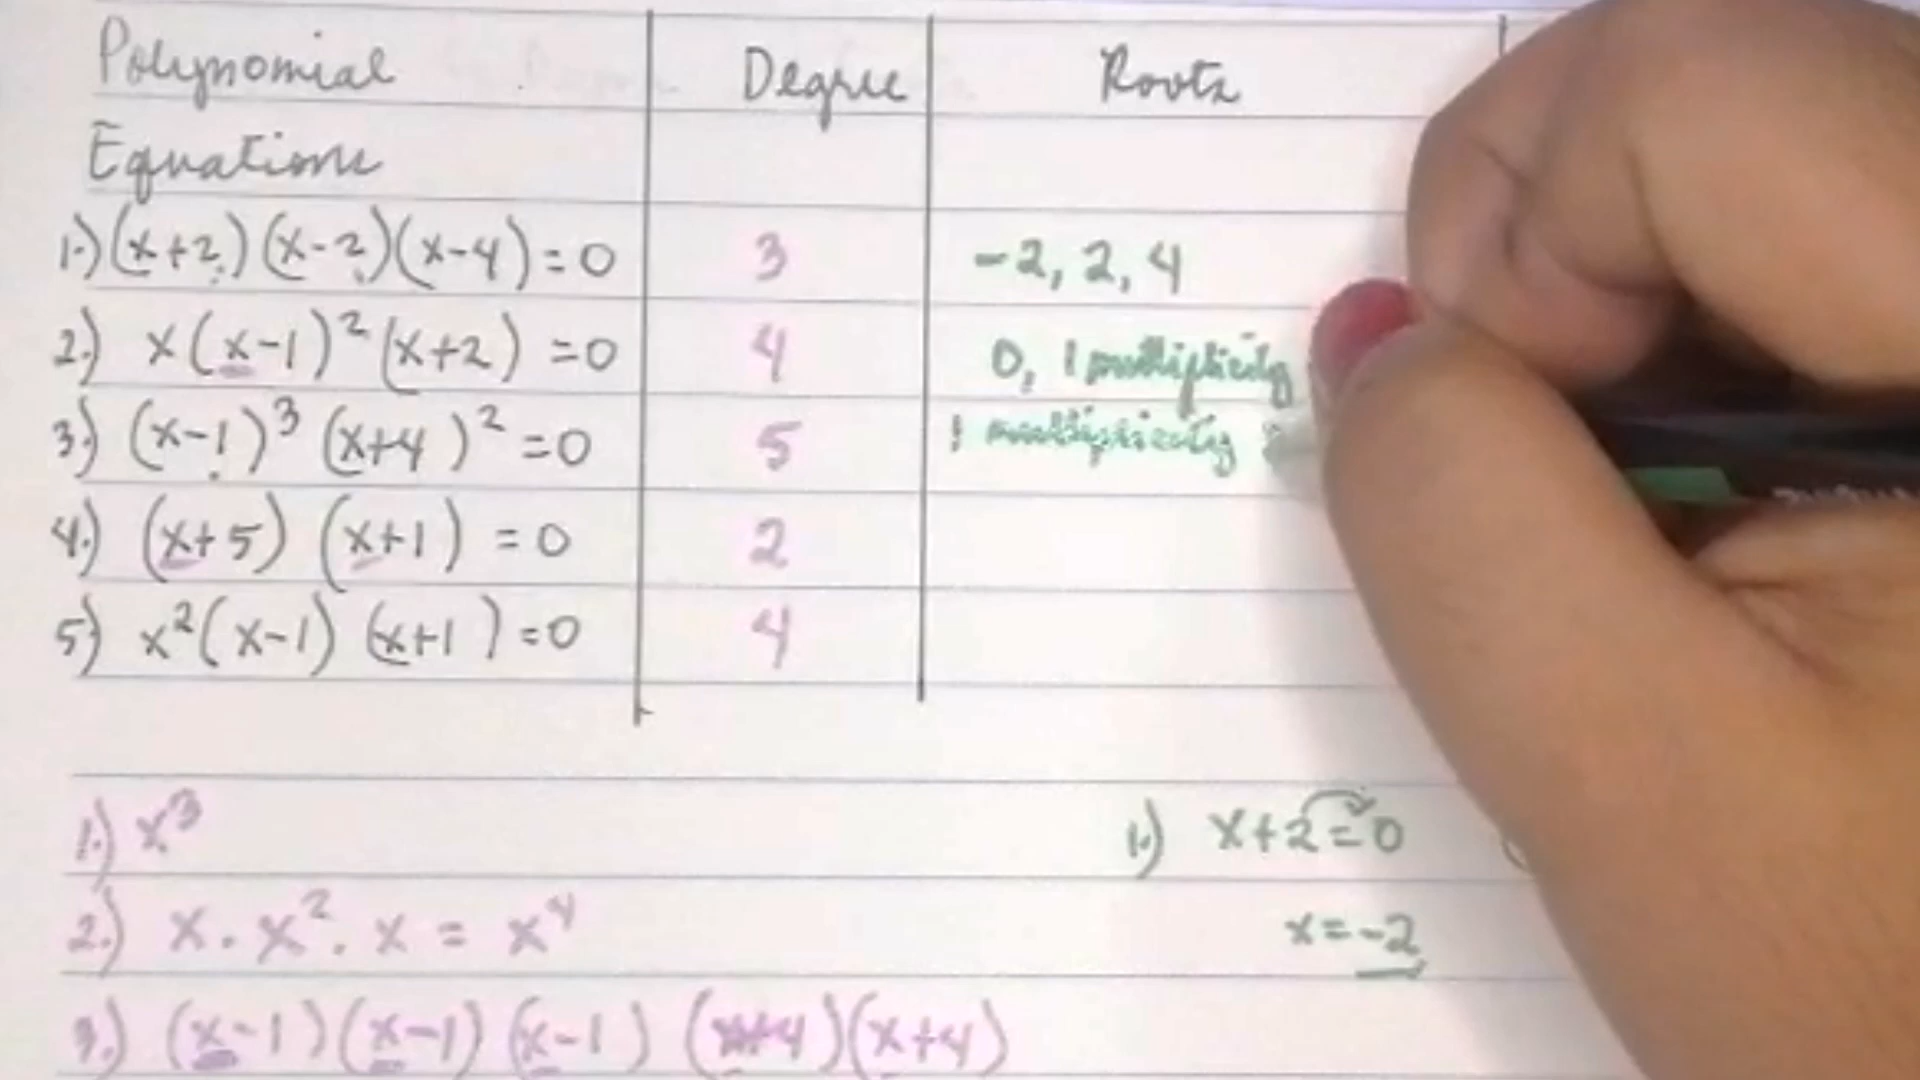 Polynomial Degree Roots
Equations
1.) (x+2) (x-2) (x-4) = 0 3 -2, 2, 4
2.) x(x-1)² (x+2) = 0 4 0, 1 multiplicity
3.) (x-1)³ (x+4)² = 0 5 1 multiplicity
4.) (x+5) (x+1) = 0 2
5.) x²(x-1) (x+1) = 0 4
1.) x³ 1.) x+2=0
2.) x · x² · x = x⁴ x = -2
3.) (x-1) (x-1) (x-1) (x+4) (x+4)